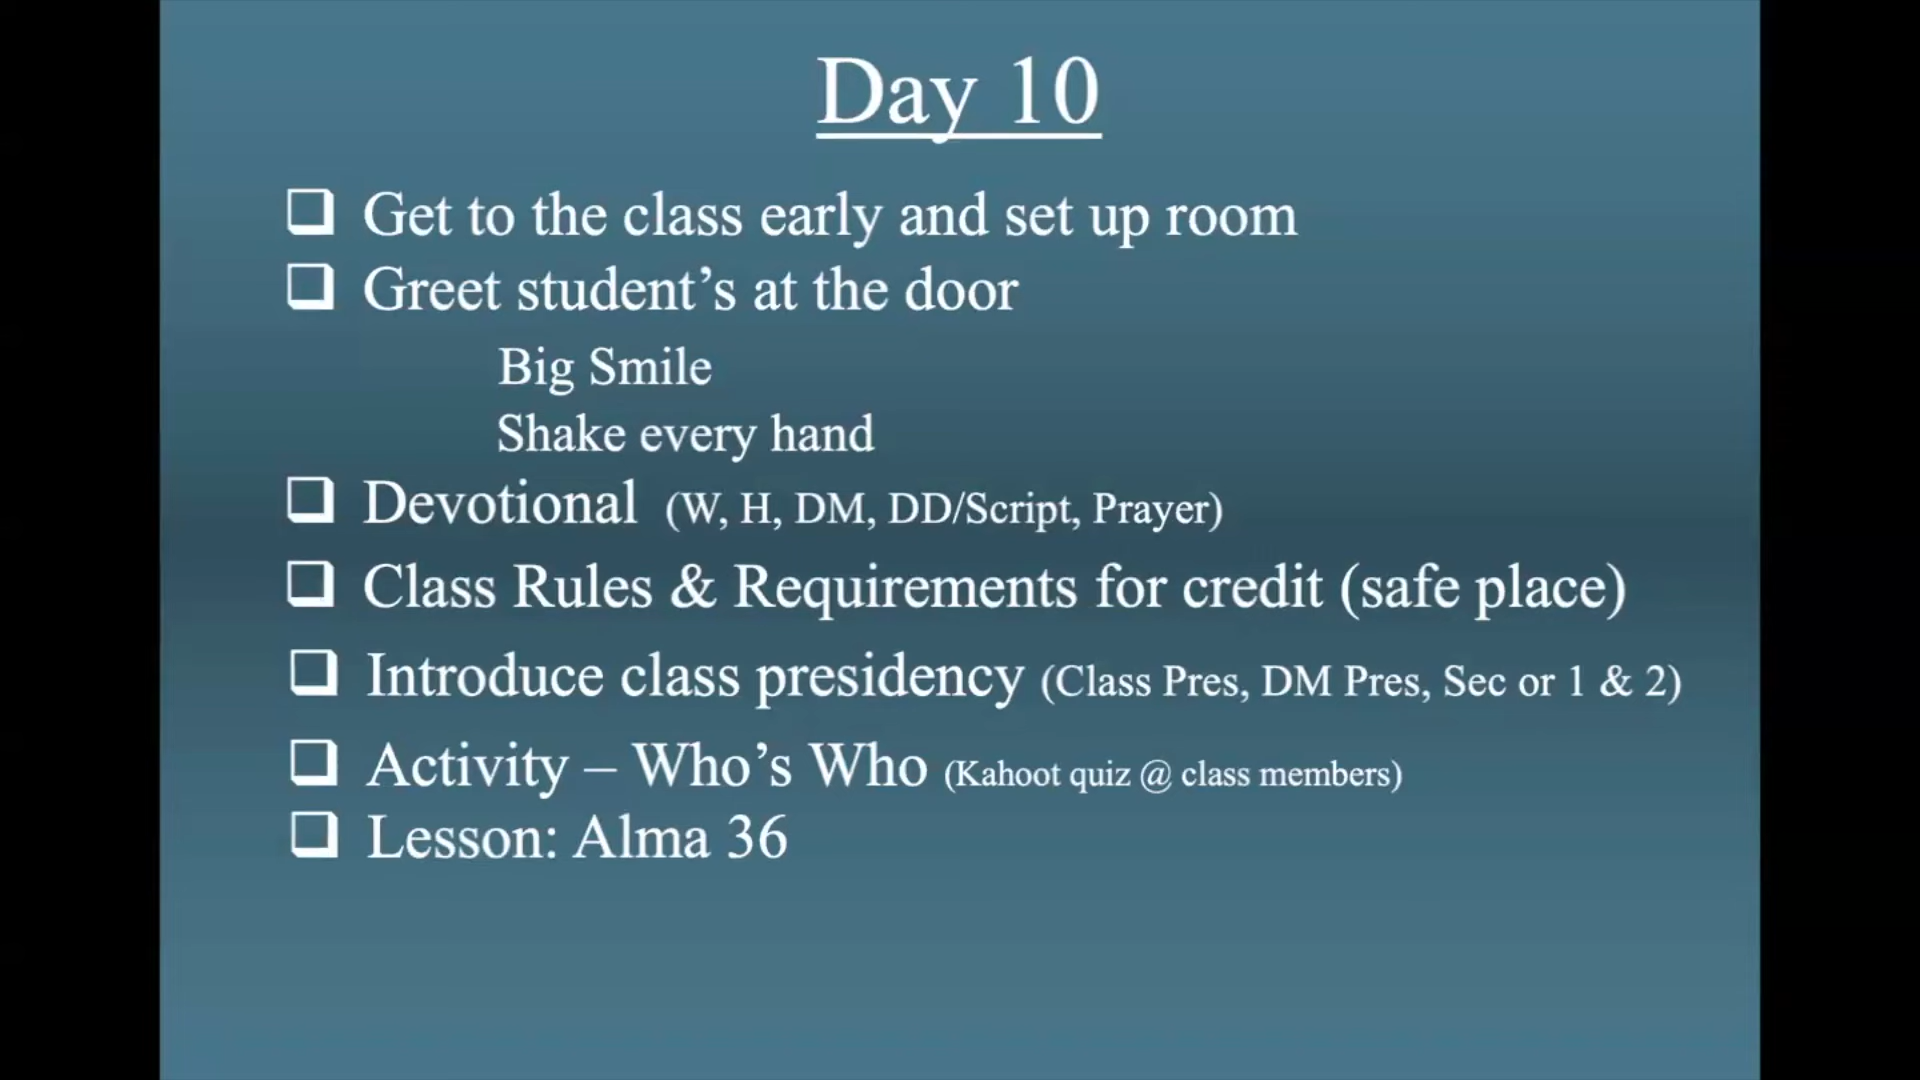 Day 10
❑ Get to the class early and set up room
❑ Greet student’s at the door
Big Smile
Shake every hand
❑ Devotional (W, H, DM, DD/Script, Prayer)
❑ Class Rules & Requirements for credit (safe place)
❑ Introduce class presidency (Class Pres, DM Pres, Sec or 1 & 2)
❑ Activity – Who’s Who (Kahoot quiz @ class members)
❑ Lesson: Alma 36